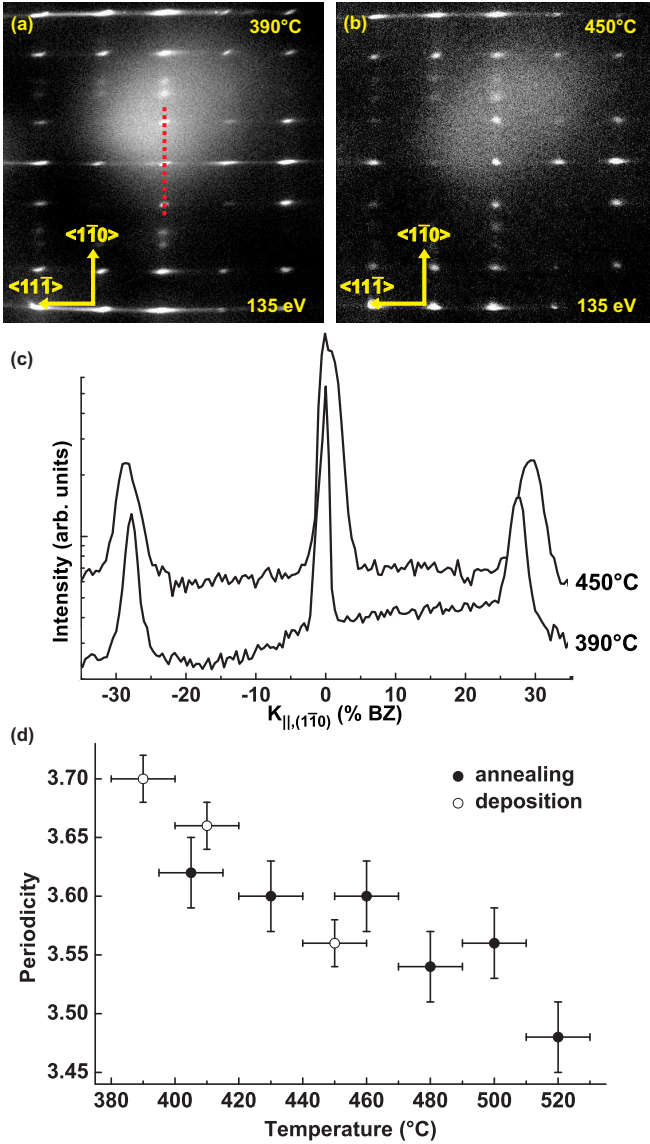 (a) 390°C
<11̅0>
<111̅>
135 eV
(b) 450°C
<11̅0>
<111̅>
135 eV
(c)
Intensity (arb. units)
450°C
390°C
-30 -20 -10 0 10 20 30
K||,(11̅0) (% BZ)
(d)
3.70
3.65
3.60
3.55
3.50
3.45
Periodicity
annealing
deposition
380 400 420 440 460 480 500 520
Temperature (°C)